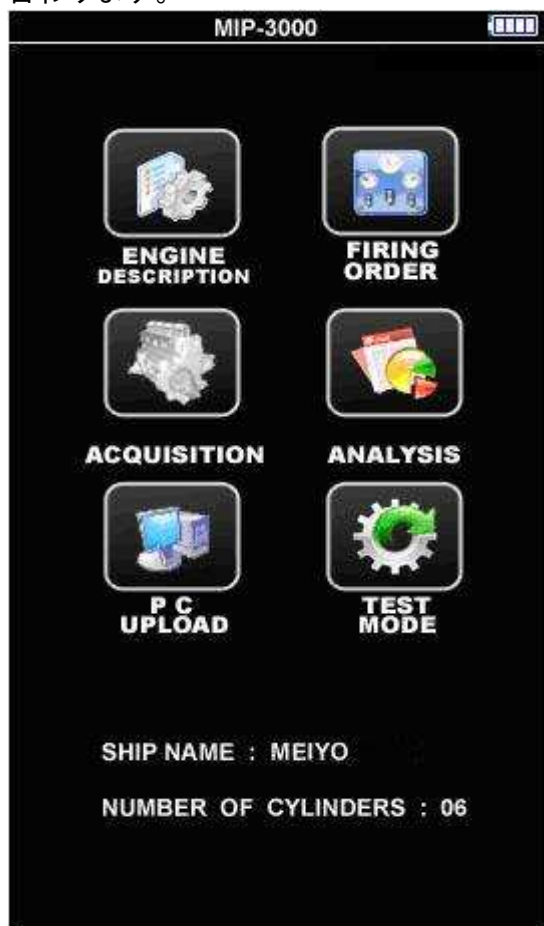 MIP-3000
ENGINE
DESCRIPTION
FIRING
ORDER
ACQUISITION
ANALYSIS
P C
UPLOAD
TEST
MODE
SHIP NAME : MEIYO
NUMBER OF CYLINDERS : 06